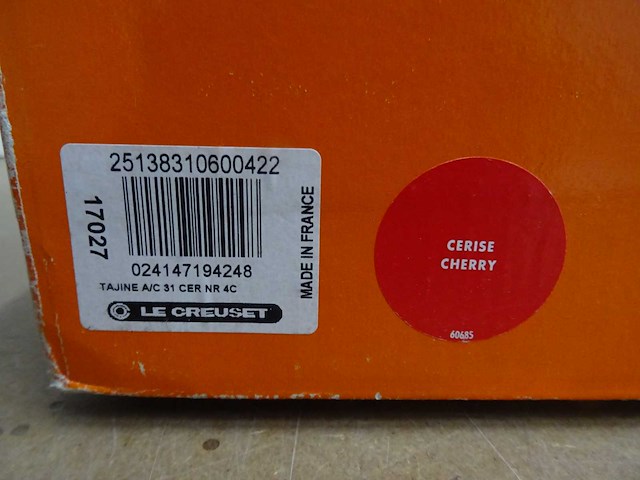 25138310600422
17027
024147194248
TAJINE A/C 31 CER NR 4C
LE CREUSET
MADE IN FRANCE
CERISE
CHERRY
60685